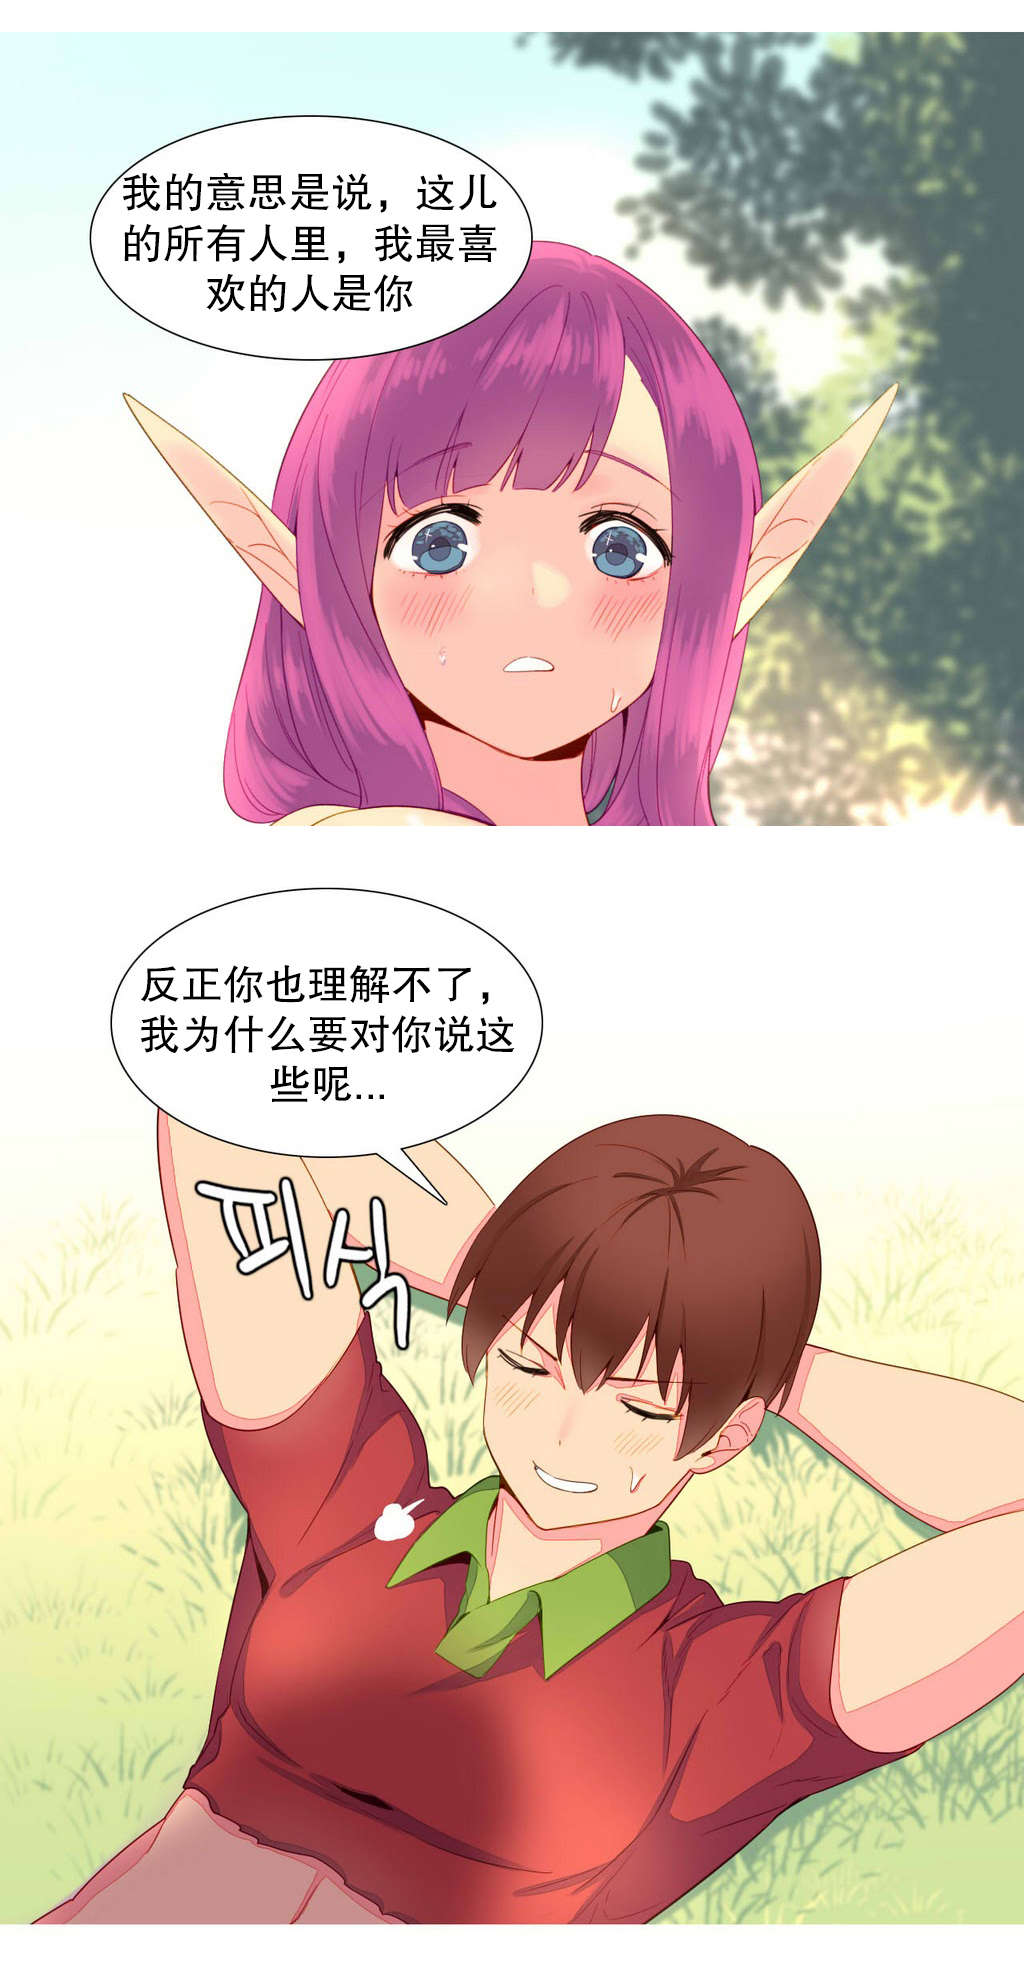 我的意思是说，这儿
的所有人里，我最喜
欢的人是你
反正你也理解不了，
我为什么要对你说这
些呢...
피식